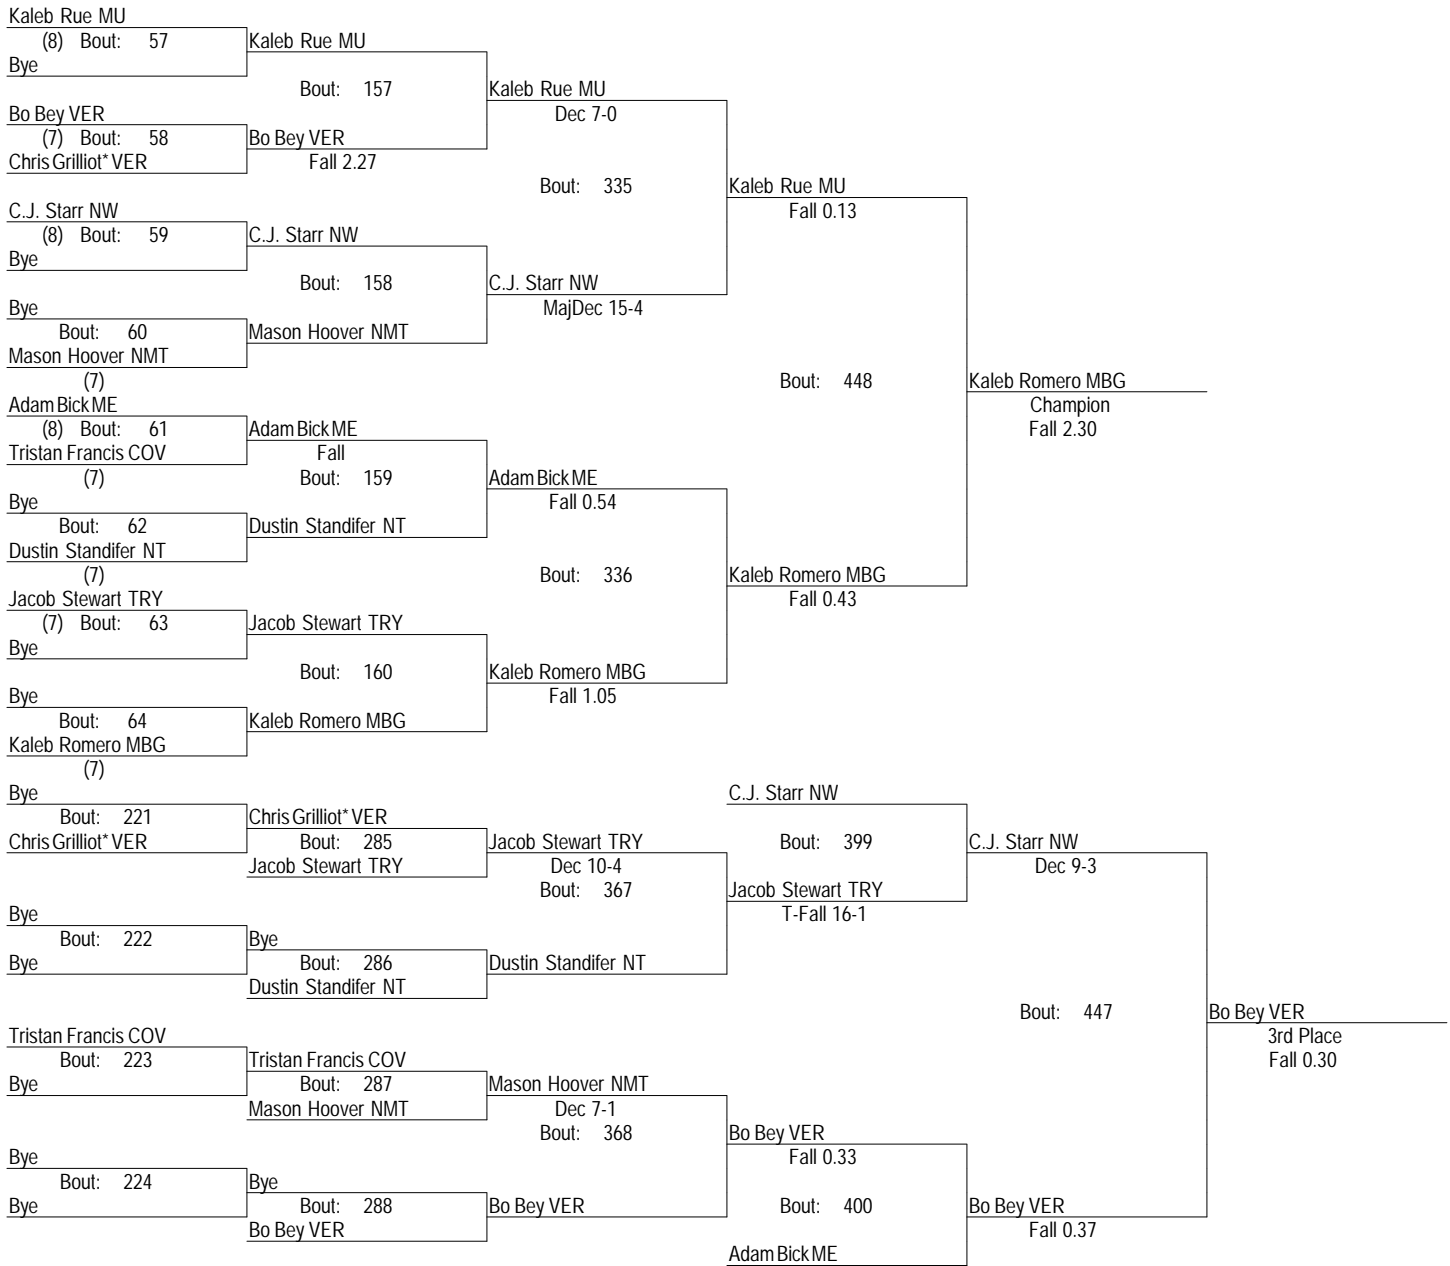 Kaleb Rue MU
(8) Bout: 57 Kaleb Rue MU
Bye
Bout: 157 Kaleb Rue MU
Bo Bey VER Dec 7-0
(7) Bout: 58 Bo Bey VER
Chris Grilliot* VER Fall 2.27
Bout: 335 Kaleb Rue MU
C.J. Starr NW Fall 0.13
(8) Bout: 59 C.J. Starr NW
Bye
Bout: 158 C.J. Starr NW
Bye MajDec 15-4
Bout: 60 Mason Hoover NMT
Mason Hoover NMT
(7) Bout: 448 Kaleb Romero MBG
Adam Bick ME Champion
(8) Bout: 61 Adam Bick ME Fall 2.30
Tristan Francis COV Fall
(7) Bout: 159 Adam Bick ME
Bye Fall 0.54
Bout: 62 Dustin Standifer NT
Dustin Standifer NT
(7) Bout: 336 Kaleb Romero MBG
Jacob Stewart TRY Fall 0.43
(7) Bout: 63 Jacob Stewart TRY
Bye
Bout: 160 Kaleb Romero MBG
Bye Fall 1.05
Bout: 64 Kaleb Romero MBG
Kaleb Romero MBG
(7)
Bye C.J. Starr NW
Bout: 221 Chris Grilliot* VER
Chris Grilliot* VER Bout: 285 Jacob Stewart TRY Bout: 399 C.J. Starr NW
Jacob Stewart TRY Dec 10-4 Dec 9-3
Bout: 367 Jacob Stewart TRY
Bye T-Fall 16-1
Bout: 222 Bye
Bye Bout: 286 Dustin Standifer NT
Dustin Standifer NT
Bout: 447 Bo Bey VER
Tristan Francis COV 3rd Place
Bout: 223 Tristan Francis COV Fall 0.30
Bye Bout: 287 Mason Hoover NMT
Mason Hoover NMT Dec 7-1
Bout: 368 Bo Bey VER
Bye Fall 0.33
Bout: 224 Bye
Bye Bout: 288 Bo Bey VER Bout: 400 Bo Bey VER
Bo Bey VER Fall 0.37
Adam Bick ME